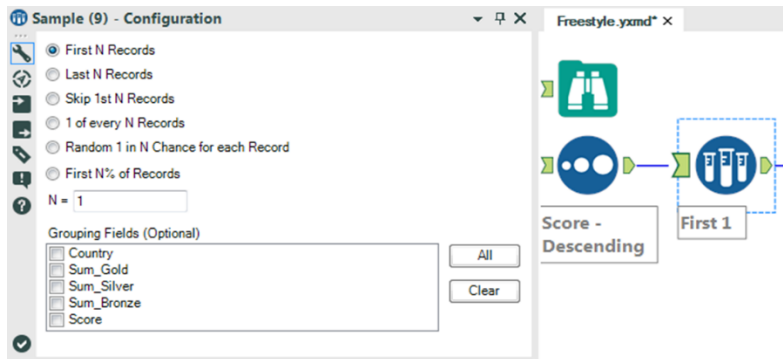 Sample (9) - Configuration
First N Records
Last N Records
Skip 1st N Records
1 of every N Records
Random 1 in N Chance for each Record
First N% of Records
N = 1
Grouping Fields (Optional)
Country
Sum_Gold
Sum_Silver
Sum_Bronze
Score
All
Clear
Freestyle.yxmd*
Score -
Descending
First 1